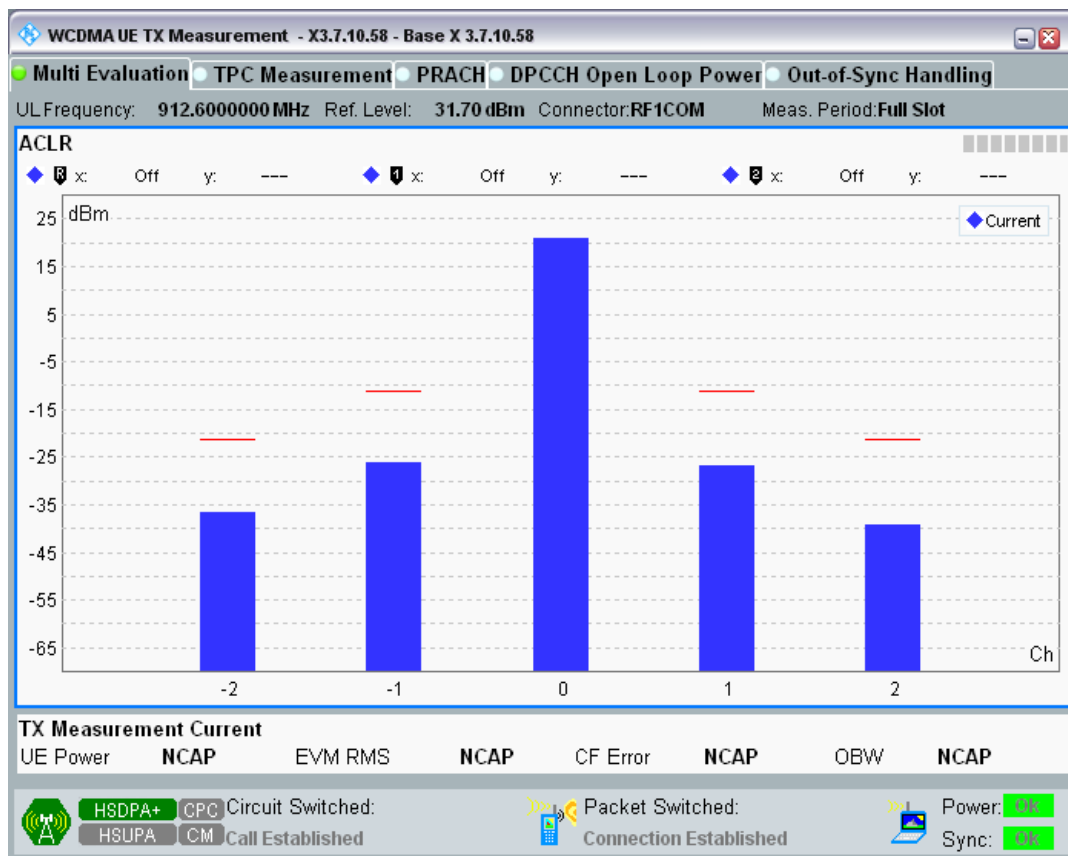 WCDMA UE TX Measurement - X3.7.10.58 - Base X 3.7.10.58
Multi Evaluation TPC Measurement PRACH DPCCH Open Loop Power Out-of-Sync Handling
UL Frequency: 912.6000000 MHz Ref. Level: 31.70 dBm Connector:RF1COM Meas. Period:Full Slot
ACLR
R x: Off y: --- 1 x: Off y: --- 2 x: Off y: ---
dBm
Current
25
15
5
-5
-15
-25
-35
-45
-55
-65
Ch
-2 -1 0 1 2
TX Measurement Current
UE Power NCAP EVM RMS NCAP CF Error NCAP OBW NCAP
HSDPA+ CPC Circuit Switched: Packet Switched: Power: OK
HSUPA CM Call Established Connection Established Sync: OK